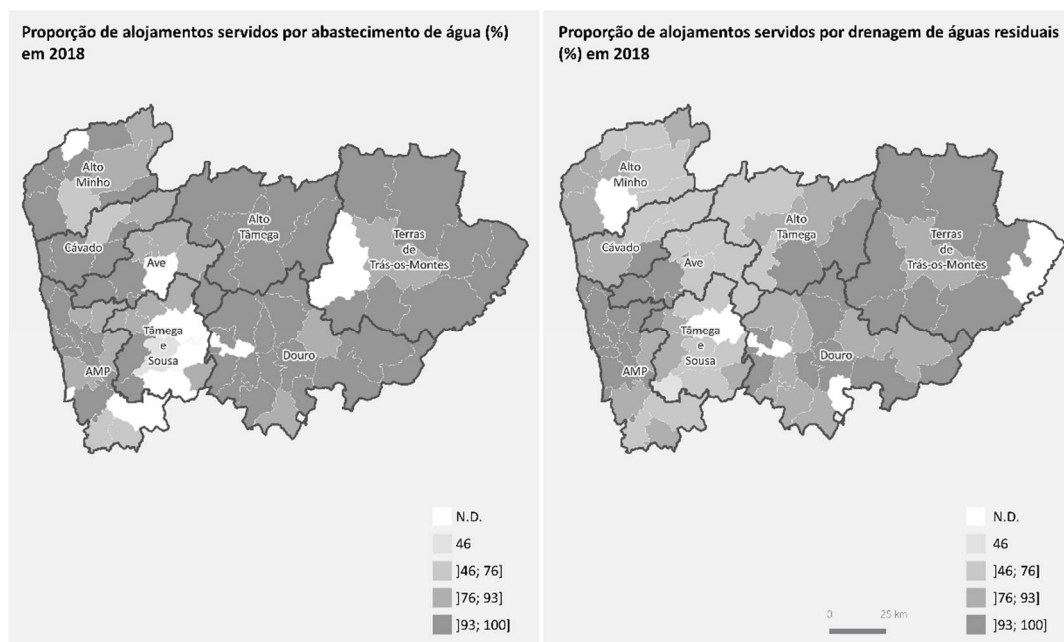 Proporção de alojamentos servidos por abastecimento de água (%)
em 2018
Alto
Minho
Cávado
Alto
Tâmega
Terras
de
Trás-os-Montes
Ave
Tâmega
e
Sousa
Douro
AMP
N.D.
46
]46; 76]
]76; 93]
]93; 100]
Proporção de alojamentos servidos por drenagem de águas residuais
(%) em 2018
Alto
Minho
Cávado
Alto
Tâmega
Terras
de
Trás-os-Montes
Ave
Tâmega
e
Sousa
Douro
AMP
N.D.
46
]46; 76]
]76; 93]
]93; 100]
0 25 km